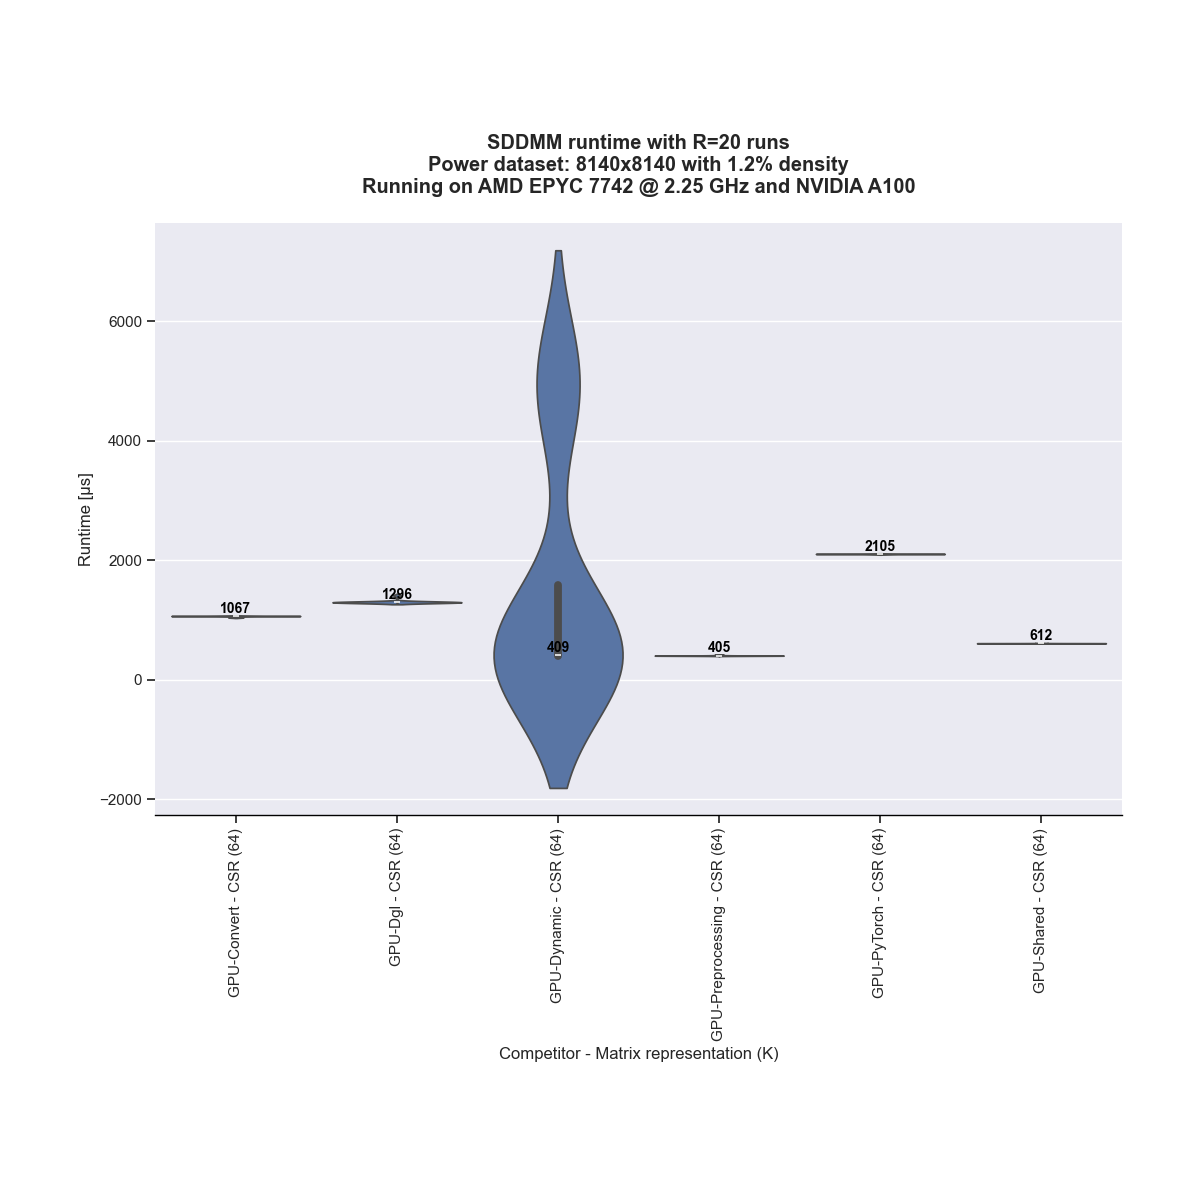 SDDMM runtime with R=20 runs
Power dataset: 8140x8140 with 1.2% density
Running on AMD EPYC 7742 @ 2.25 GHz and NVIDIA A100
Runtime [μs]
6000
4000
2000
0
−2000
1067
1296
409
405
2105
612
GPU-Convert - CSR (64)
GPU-Dgl - CSR (64)
GPU-Dynamic - CSR (64)
GPU-Preprocessing - CSR (64)
GPU-PyTorch - CSR (64)
GPU-Shared - CSR (64)
Competitor - Matrix representation (K)